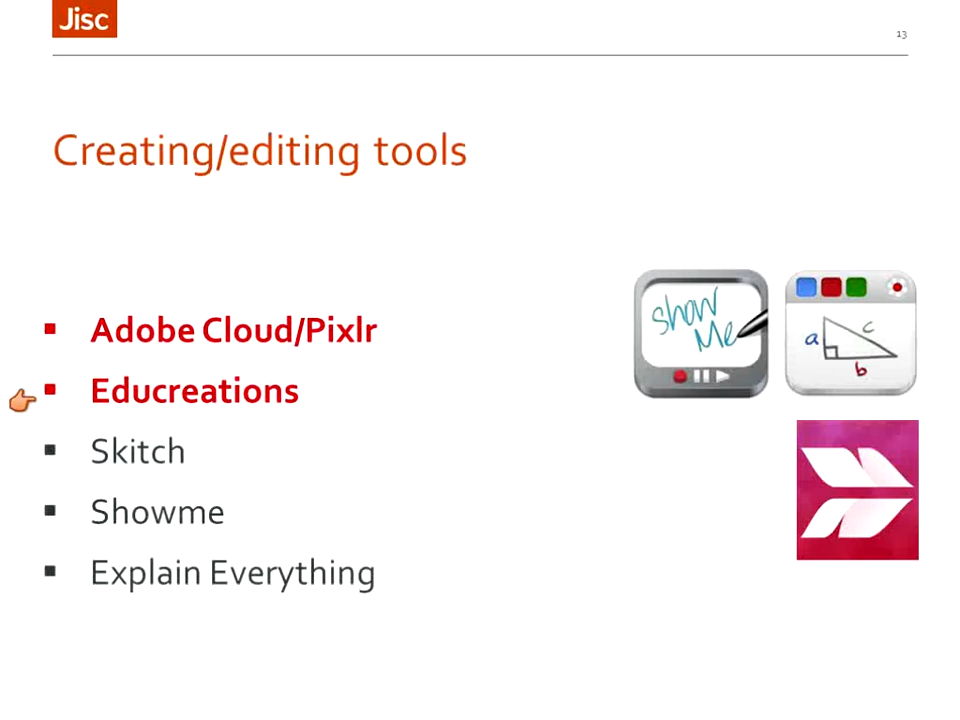 Jisc
13
Creating/editing tools
Adobe Cloud/Pixlr
Educreations
Skitch
Showme
Explain Everything
show
Me
a
c
b